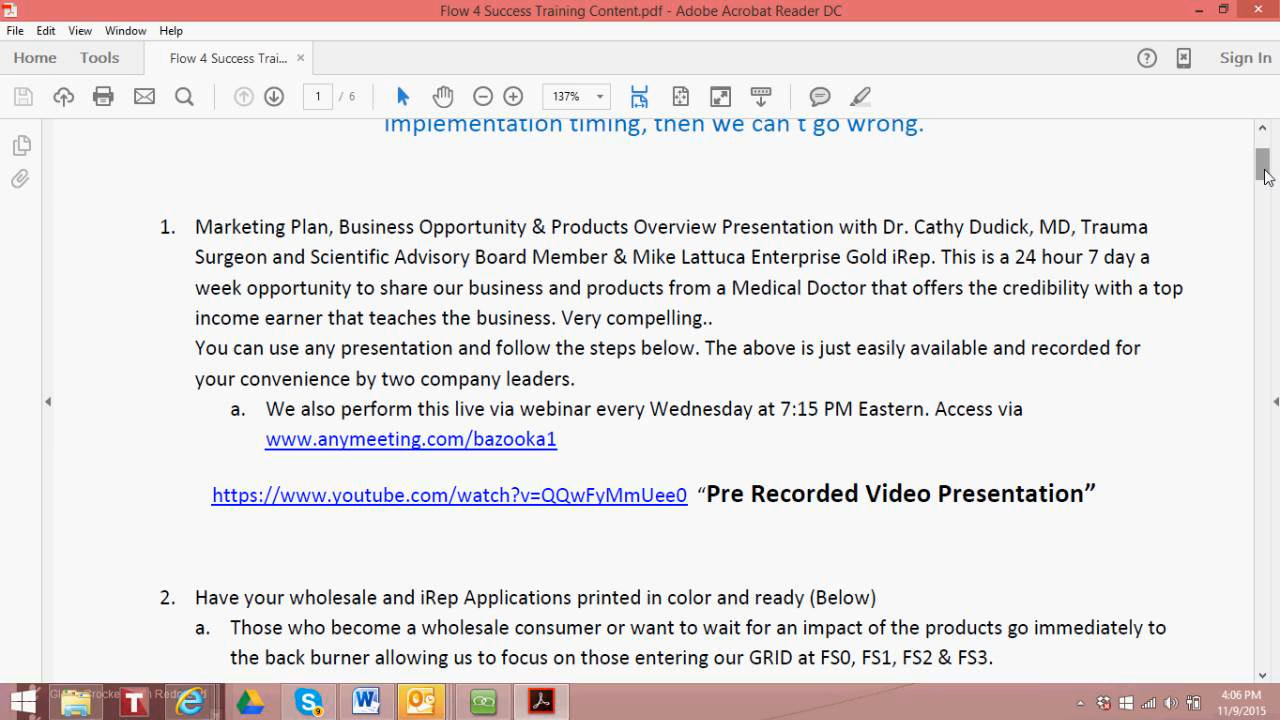 Flow 4 Success Training Content.pdf - Adobe Acrobat Reader DC
File Edit View Window Help
Home Tools Flow 4 Success Trai... × Sign In
1 / 6 137%
Implementation timing, then we can't go wrong.
1. Marketing Plan, Business Opportunity & Products Overview Presentation with Dr. Cathy Dudick, MD, Trauma
Surgeon and Scientific Advisory Board Member & Mike Lattuca Enterprise Gold iRep. This is a 24 hour 7 day a
week opportunity to share our business and products from a Medical Doctor that offers the credibility with a top
income earner that teaches the business. Very compelling..
You can use any presentation and follow the steps below. The above is just easily available and recorded for
your convenience by two company leaders.
a. We also perform this live via webinar every Wednesday at 7:15 PM Eastern. Access via
www.anymeeting.com/bazooka1
https://www.youtube.com/watch?v=QQwFyMmUee0 “Pre Recorded Video Presentation”
2. Have your wholesale and iRep Applications printed in color and ready (Below)
a. Those who become a wholesale consumer or want to wait for an impact of the products go immediately to
the back burner allowing us to focus on those entering our GRID at FS0, FS1, FS2 & FS3.
4:06 PM
11/9/2015